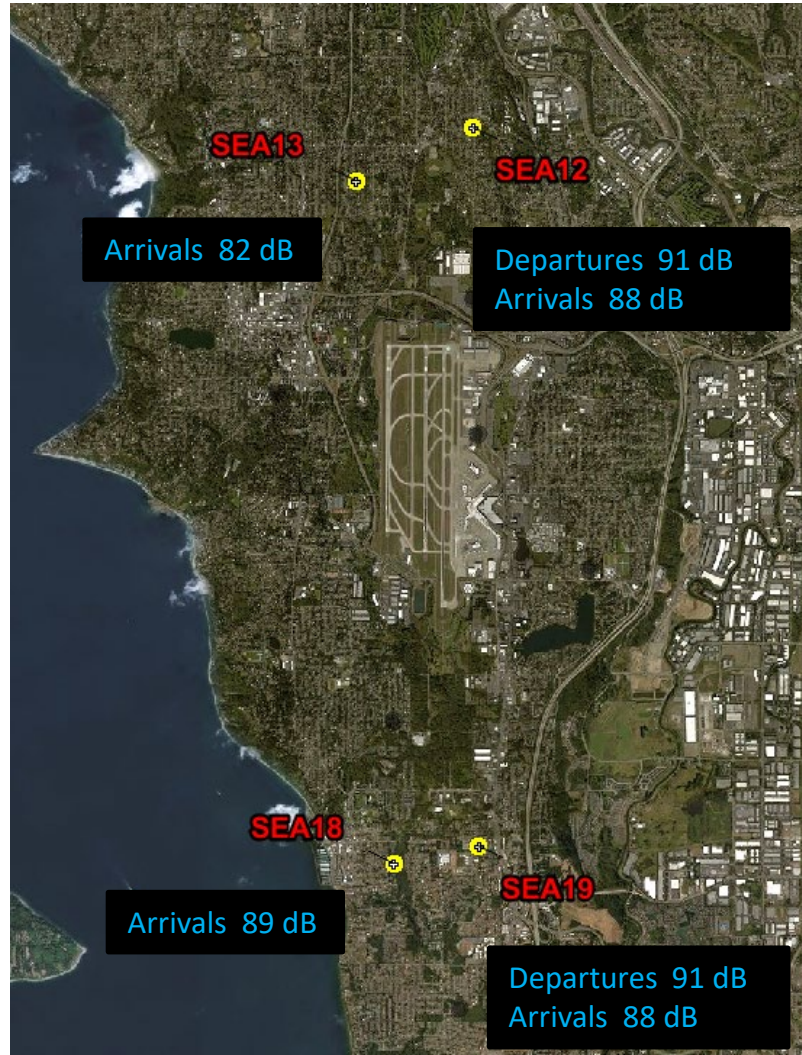 SEA13
SEA12
Arrivals 82 dB
Departures 91 dB
Arrivals 88 dB
SEA18
SEA19
Arrivals 89 dB
Departures 91 dB
Arrivals 88 dB